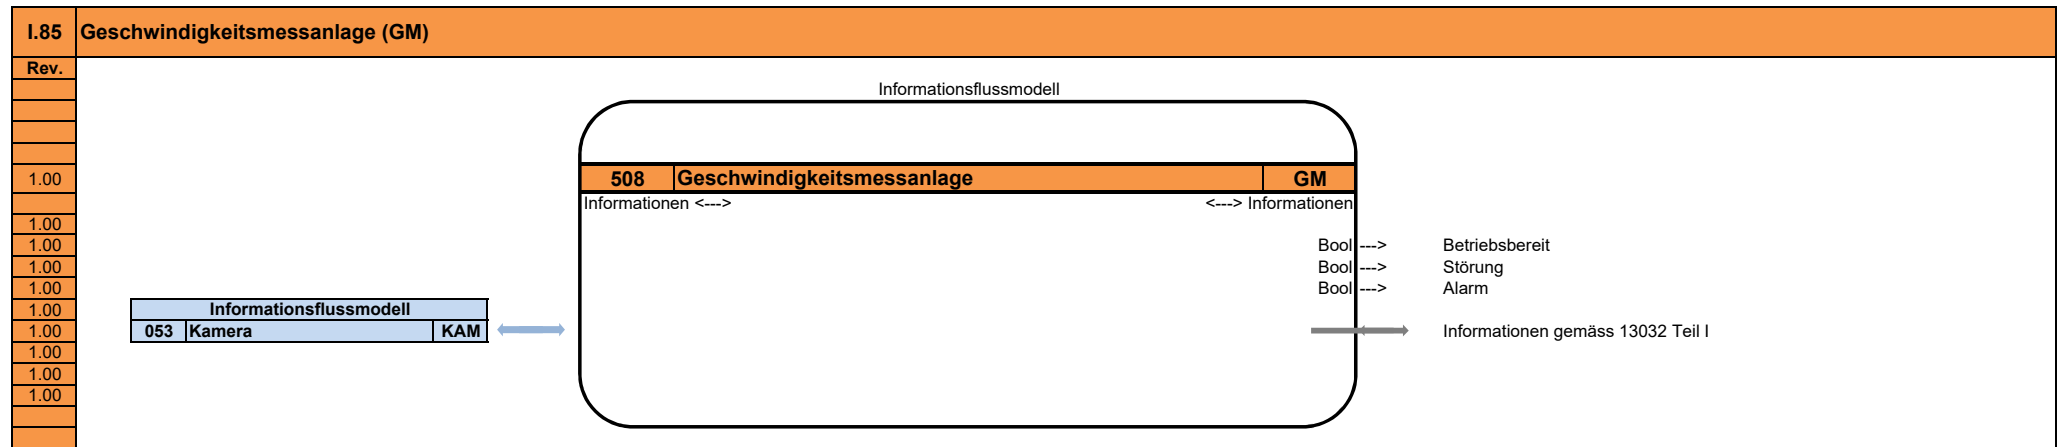 I.85 Geschwindigkeitsmessanlage (GM)
Rev.
Informationsflussmodell
1.00 508 Geschwindigkeitsmessanlage GM
Informationen <---> <---> Informationen
1.00
1.00 Bool ---> Betriebsbereit
1.00 Bool ---> Störung
1.00 Bool ---> Alarm
1.00 Informationsflussmodell
1.00 053 Kamera KAM Informationen gemäss 13032 Teil I
1.00
1.00
1.00